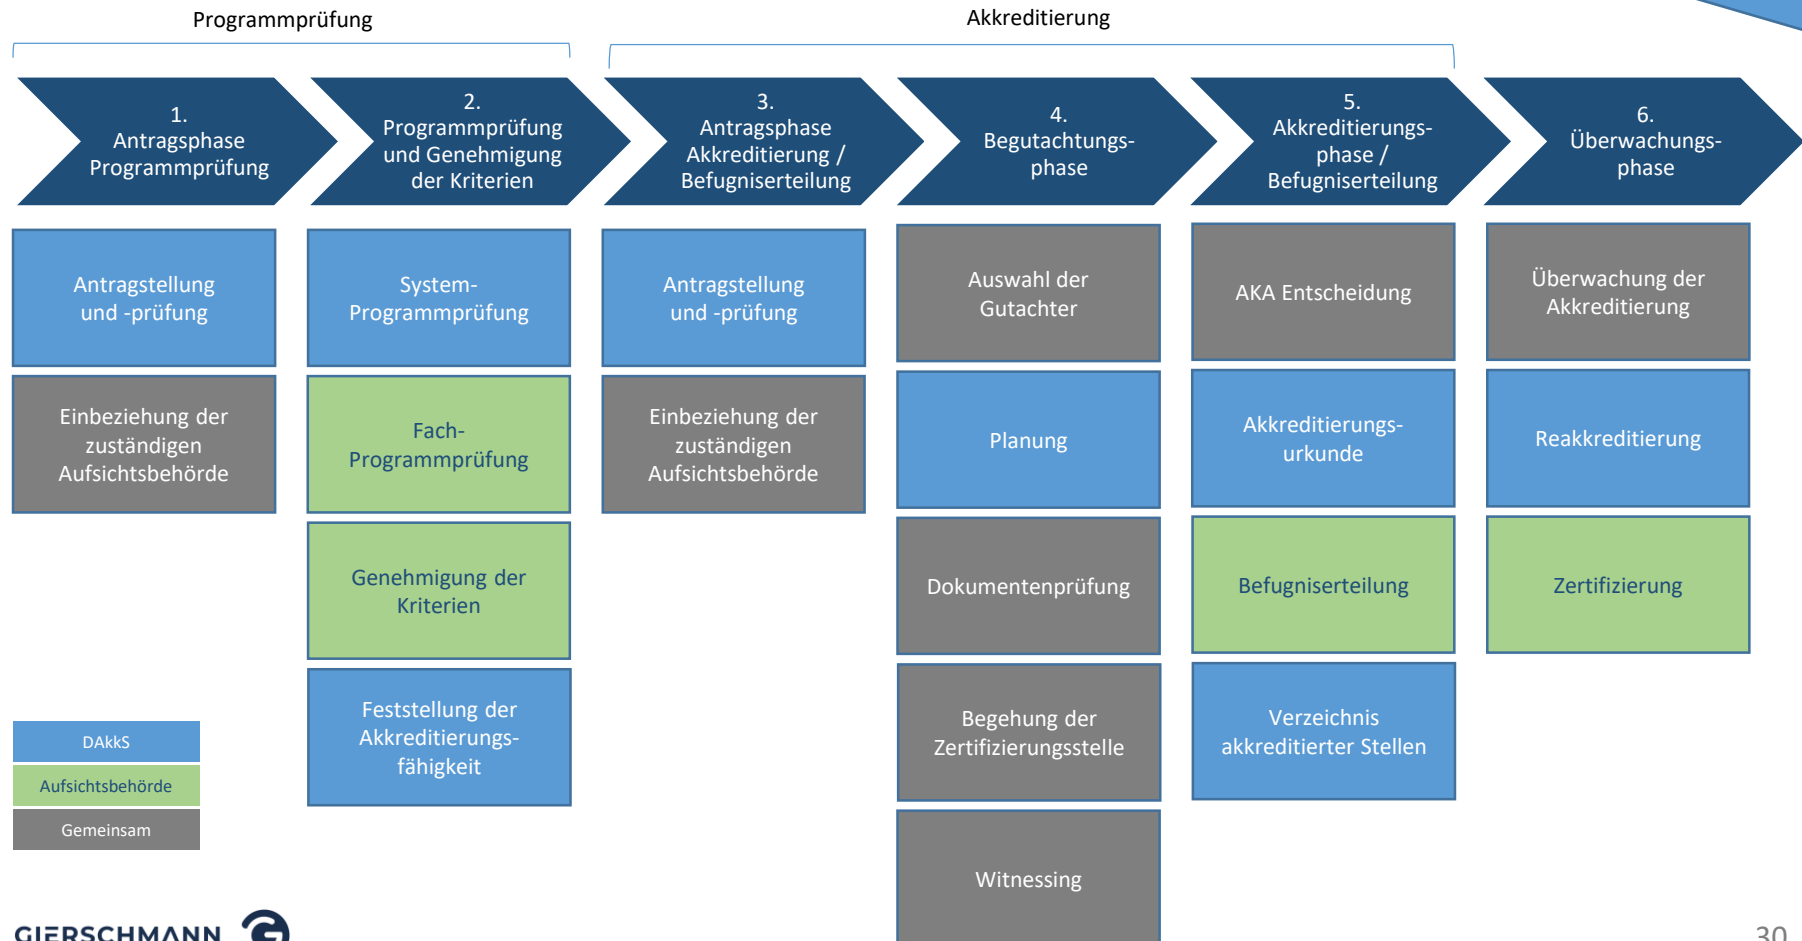 Programmprüfung
Akkreditierung
1.
Antragsphase
Programmprüfung
2.
Programmprüfung
und Genehmigung
der Kriterien
3.
Antragsphase
Akkreditierung /
Befugniserteilung
4.
Begutachtungs-
phase
5.
Akkreditierungs-
phase /
Befugniserteilung
6.
Überwachungs-
phase
Antragstellung
und -prüfung
Einbeziehung der
zuständigen
Aufsichtsbehörde
System-
Programmprüfung
Fach-
Programmprüfung
Genehmigung der
Kriterien
Feststellung der
Akkreditierungs-
fähigkeit
Antragstellung
und -prüfung
Einbeziehung der
zuständigen
Aufsichtsbehörde
Auswahl der
Gutachter
Planung
Dokumentenprüfung
Begehung der
Zertifizierungsstelle
Witnessing
AKA Entscheidung
Akkreditierungs-
urkunde
Befugniserteilung
Verzeichnis
akkreditierter Stellen
Überwachung der
Akkreditierung
Reakkreditierung
Zertifizierung
DAkkS
Aufsichtsbehörde
Gemeinsam
GIERSCHMANN
30